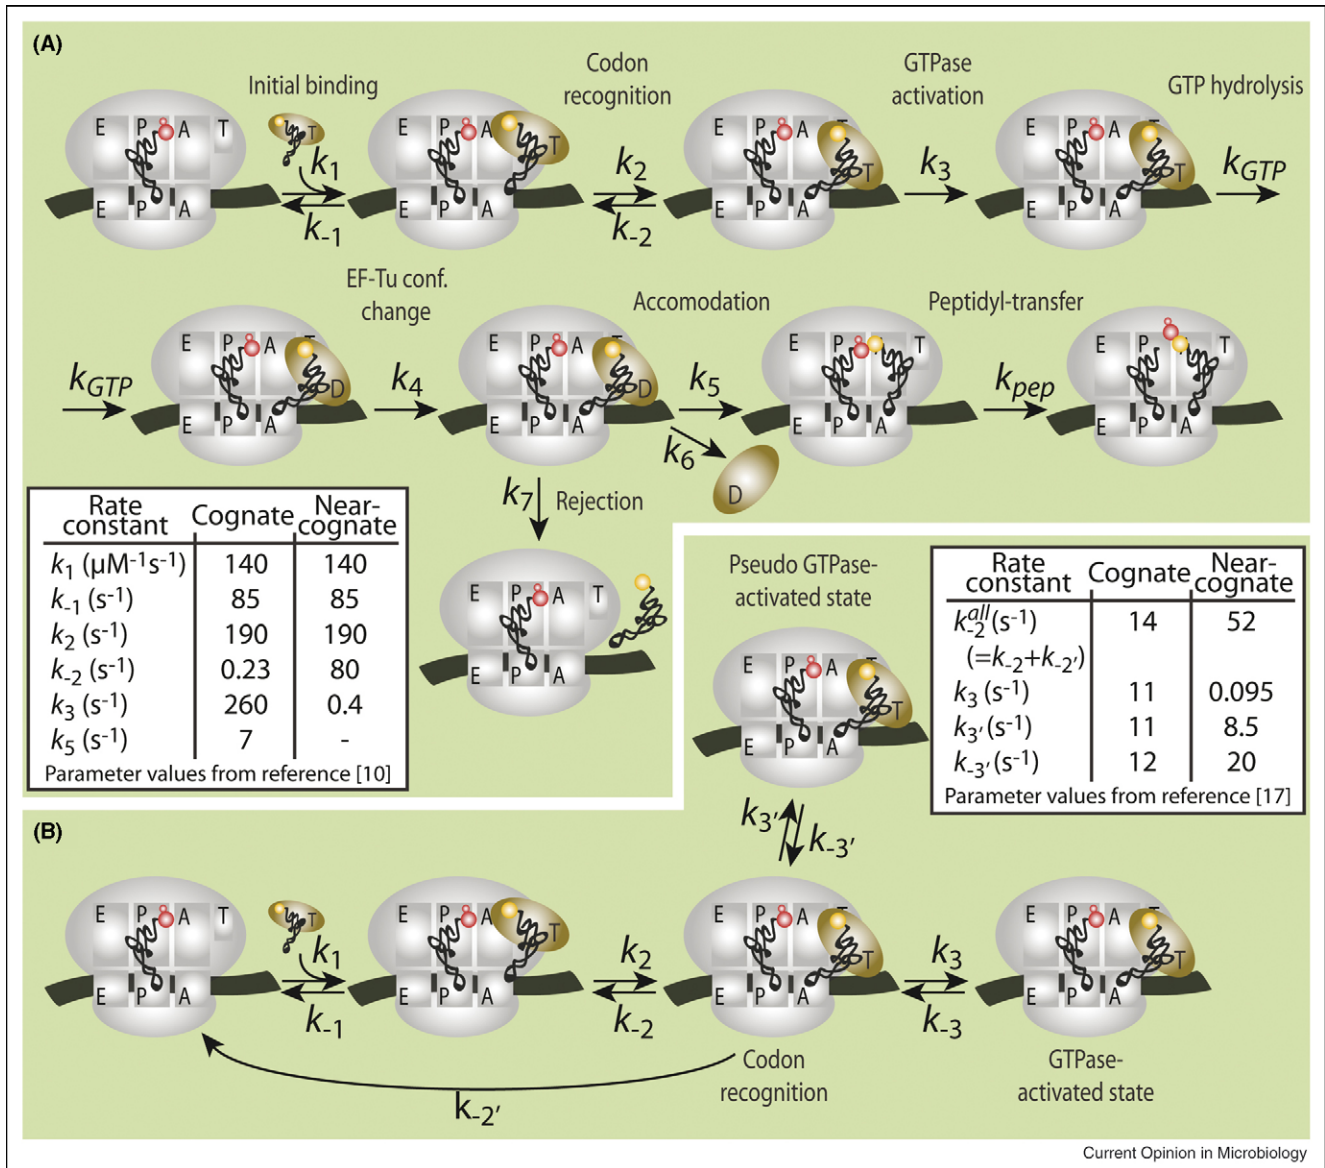 (A)
Initial binding
Codon
recognition
GTPase
activation
GTP hydrolysis
E P A T
E P A
T
k1
k-1
E P A T
E P A
k2
k-2
E P A T
E P A
k3
E P A T
E P A
kGTP
EF-Tu conf.
change
Accomodation
Peptidyl-transfer
kGTP
E P A T
D
E P A
k4
E P A T
D
E P A
k5
k6
D
E P A T
E P A
kpep
E P A T
E P A
k7
Rejection
E P A T
E P A
Rate constant Cognate Near-cognate
k1 (µM-1s-1) 140 140
k-1 (s-1) 85 85
k2 (s-1) 190 190
k-2 (s-1) 0.23 80
k3 (s-1) 260 0.4
k5 (s-1) 7 -
Parameter values from reference [10]
Pseudo GTPase-
activated state
E P A T
T
E P A
k3'
k-3'
Rate constant Cognate Near-cognate
k-2all (s-1) 14 52
(=k-2+k-2')
k3 (s-1) 11 0.095
k3' (s-1) 11 8.5
k-3' (s-1) 12 20
Parameter values from reference [17]
(B)
E P A T
E P A
T
k1
k-1
E P A T
E P A
k2
k-2
E P A T
T
E P A
k3
k-3
E P A T
T
E P A
Codon
recognition
GTPase-
activated state
k-2'
Current Opinion in Microbiology